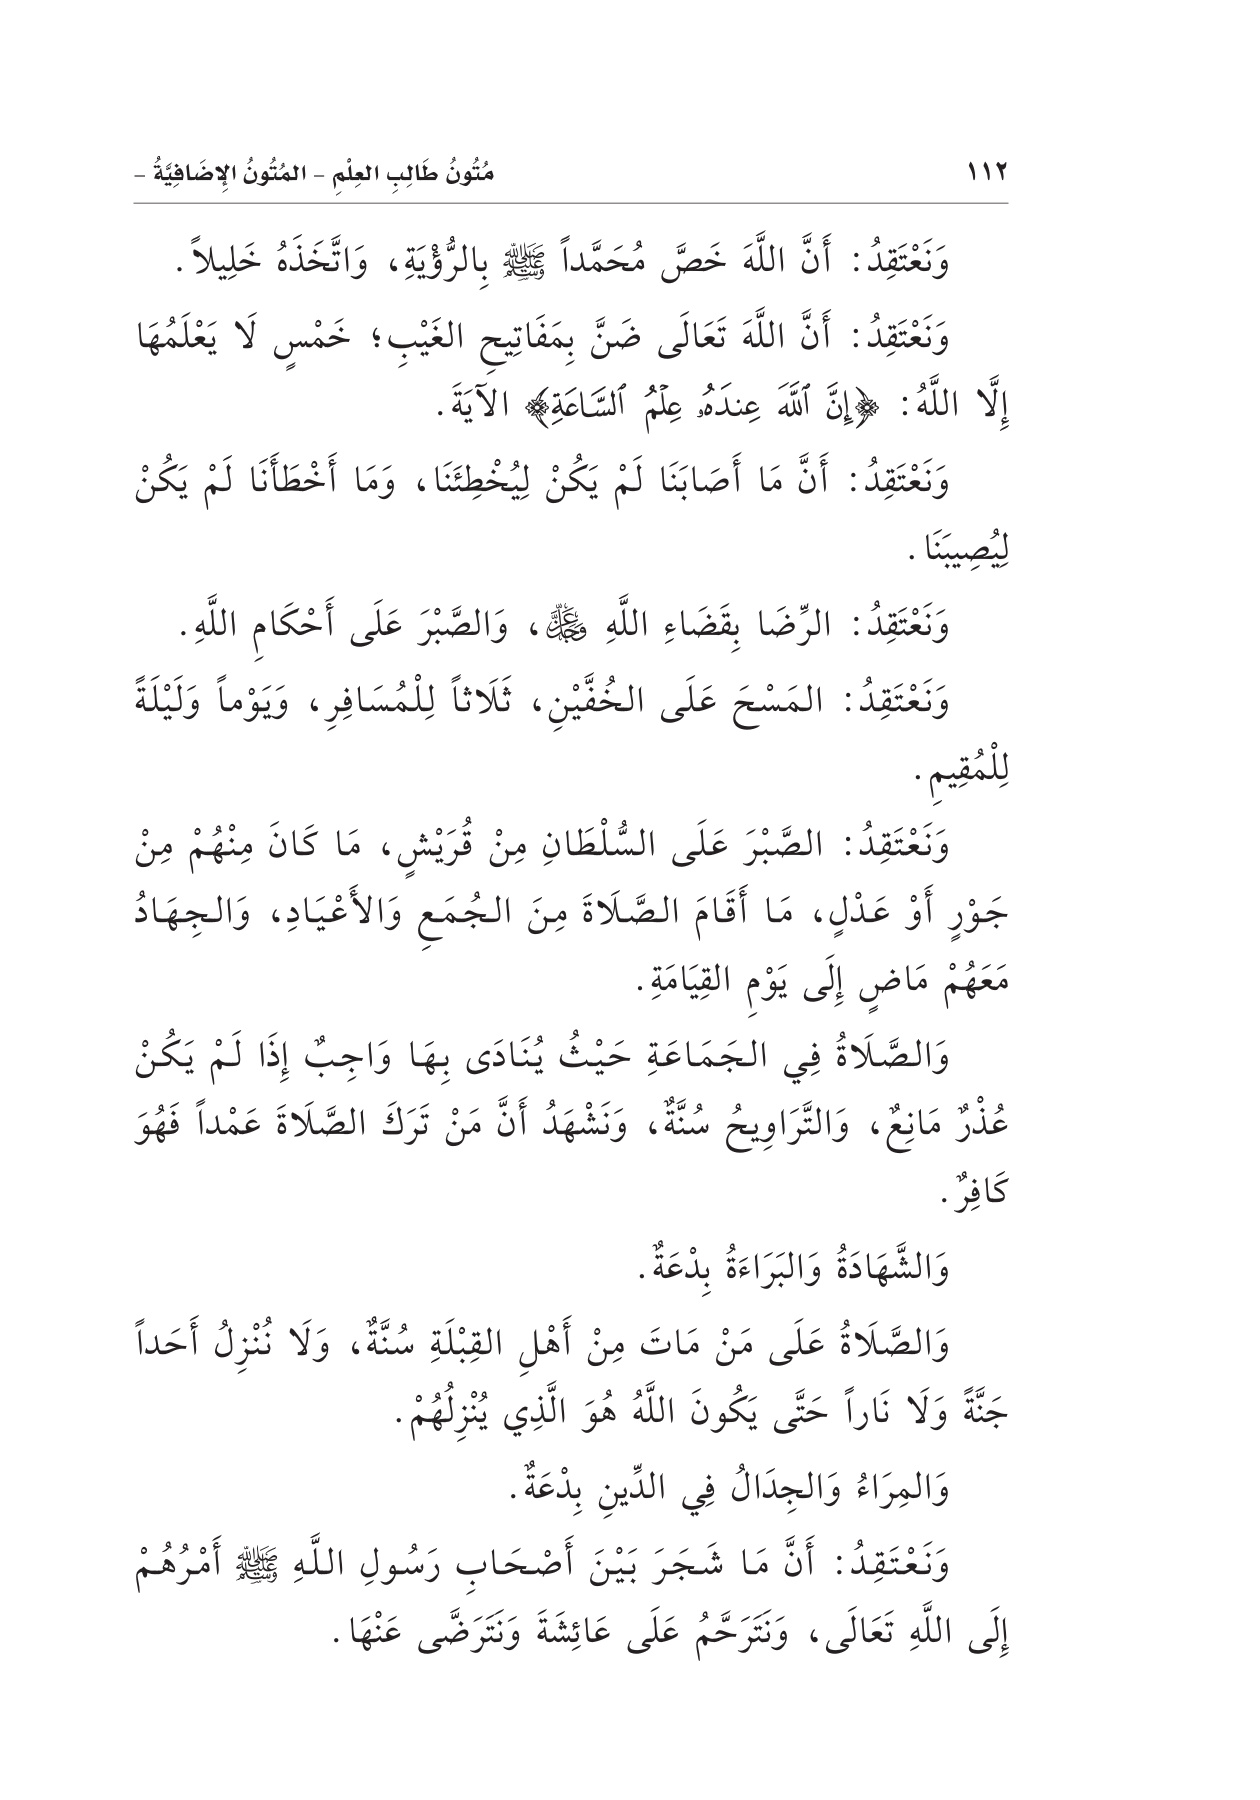 ١١٢ مُتُونُ طَالِبِ العِلْمِ - المُتُونُ الإِضَافِيَّةُ -
وَنَعْتَقِدُ: أَنَّ اللَّهَ خَصَّ مُحَمَّداً ﷺ بِالرُّؤْيَةِ، وَاتَّخَذَهُ خَلِيلاً.
وَنَعْتَقِدُ: أَنَّ اللَّهَ تَعَالَى ضَنَّ بِمَفَاتِيحِ الغَيْبِ؛ خَمْسٍ لَا يَعْلَمُهَا
إِلَّا اللَّهُ: ﴿إِنَّ ٱللَّهَ عِندَهُۥ عِلۡمُ ٱلسَّاعَةِ﴾ الآيَةَ.
وَنَعْتَقِدُ: أَنَّ مَا أَصَابَنَا لَمْ يَكُنْ لِيُخْطِئَنَا، وَمَا أَخْطَأَنَا لَمْ يَكُنْ
لِيُصِيبَنَا.
وَنَعْتَقِدُ: الرِّضَا بِقَضَاءِ اللَّهِ عَزَّ وَجَلَّ، وَالصَّبْرَ عَلَى أَحْكَامِ اللَّهِ.
وَنَعْتَقِدُ: المَسْحَ عَلَى الخُفَّيْنِ، ثَلَاثاً لِلْمُسَافِرِ، وَيَوْماً وَلَيْلَةً
لِلْمُقِيمِ.
وَنَعْتَقِدُ: الصَّبْرَ عَلَى السُّلْطَانِ مِنْ قُرَيْشٍ، مَا كَانَ مِنْهُمْ مِنْ
جَوْرٍ أَوْ عَدْلٍ، مَا أَقَامَ الصَّلَاةَ مِنَ الجُمَعِ وَالأَعْيَادِ، وَالجِهَادُ
مَعَهُمْ مَاضٍ إِلَى يَوْمِ القِيَامَةِ.
وَالصَّلَاةُ فِي الجَمَاعَةِ حَيْثُ يُنَادَى بِهَا وَاجِبٌ إِذَا لَمْ يَكُنْ
عُذْرٌ مَانِعٌ، وَالتَّرَاوِيحُ سُنَّةٌ، وَنَشْهَدُ أَنَّ مَنْ تَرَكَ الصَّلَاةَ عَمْداً فَهُوَ
كَافِرٌ.
وَالشَّهَادَةُ وَالبَرَاءَةُ بِدْعَةٌ.
وَالصَّلَاةُ عَلَى مَنْ مَاتَ مِنْ أَهْلِ القِبْلَةِ سُنَّةٌ، وَلَا نُنْزِلُ أَحَداً
جَنَّةً وَلَا نَاراً حَتَّى يَكُونَ اللَّهُ هُوَ الَّذِي يُنْزِلُهُمْ.
وَالمِرَاءُ وَالجِدَالُ فِي الدِّينِ بِدْعَةٌ.
وَنَعْتَقِدُ: أَنَّ مَا شَجَرَ بَيْنَ أَصْحَابِ رَسُولِ اللَّهِ ﷺ أَمْرُهُمْ
إِلَى اللَّهِ تَعَالَى، وَنَتَرَحَّمُ عَلَى عَائِشَةَ وَنَتَرَضَّى عَنْهَا.